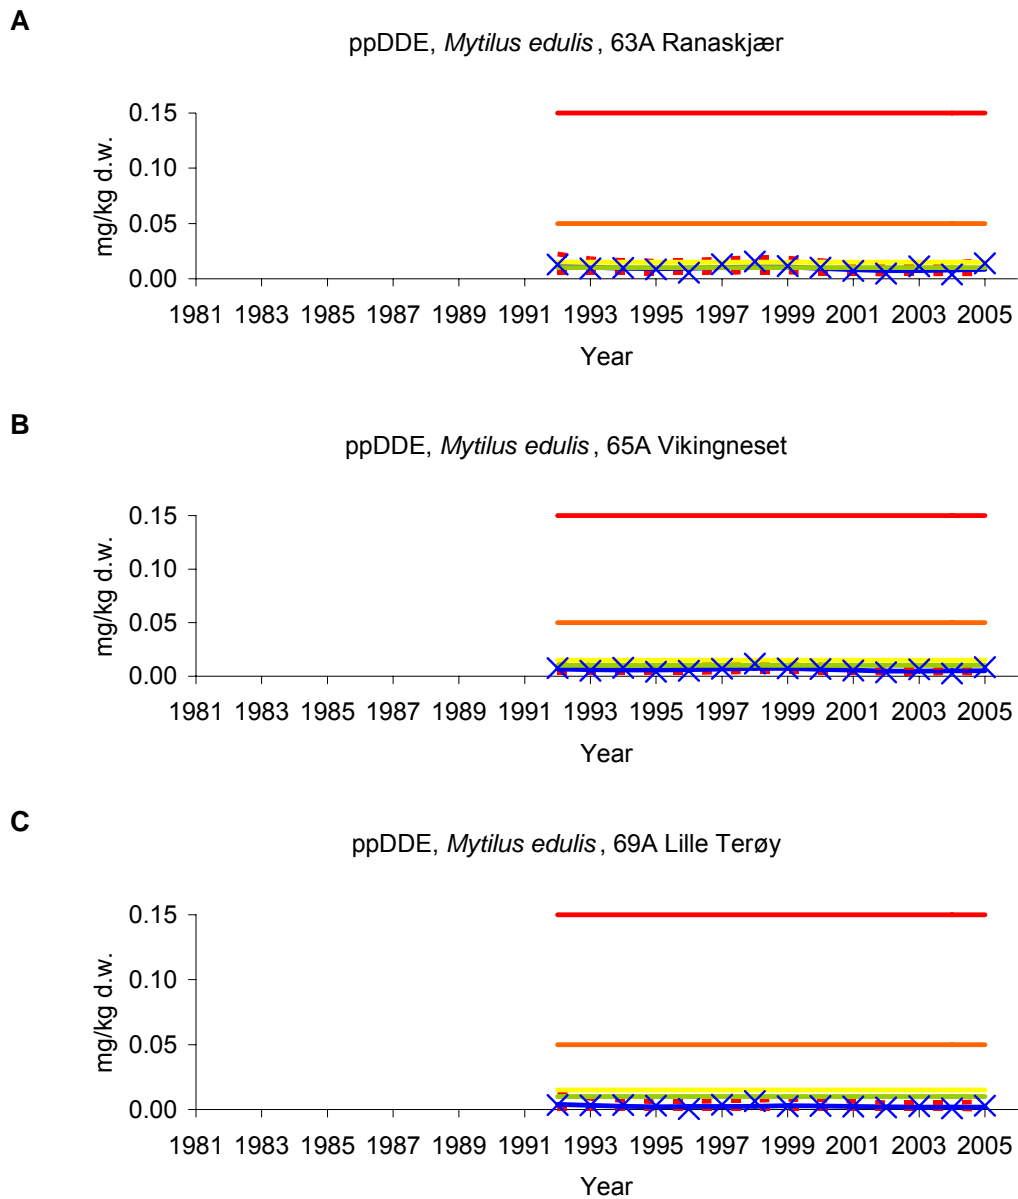 A
ppDDE, Mytilus edulis, 63A Ranaskjær
mg/kg d.w.
0.15
0.10
0.05
0.00
1981 1983 1985 1987 1989 1991 1993 1995 1997 1999 2001 2003 2005
Year
B
ppDDE, Mytilus edulis, 65A Vikingneset
mg/kg d.w.
0.15
0.10
0.05
0.00
1981 1983 1985 1987 1989 1991 1993 1995 1997 1999 2001 2003 2005
Year
C
ppDDE, Mytilus edulis, 69A Lille Terøy
mg/kg d.w.
0.15
0.10
0.05
0.00
1981 1983 1985 1987 1989 1991 1993 1995 1997 1999 2001 2003 2005
Year